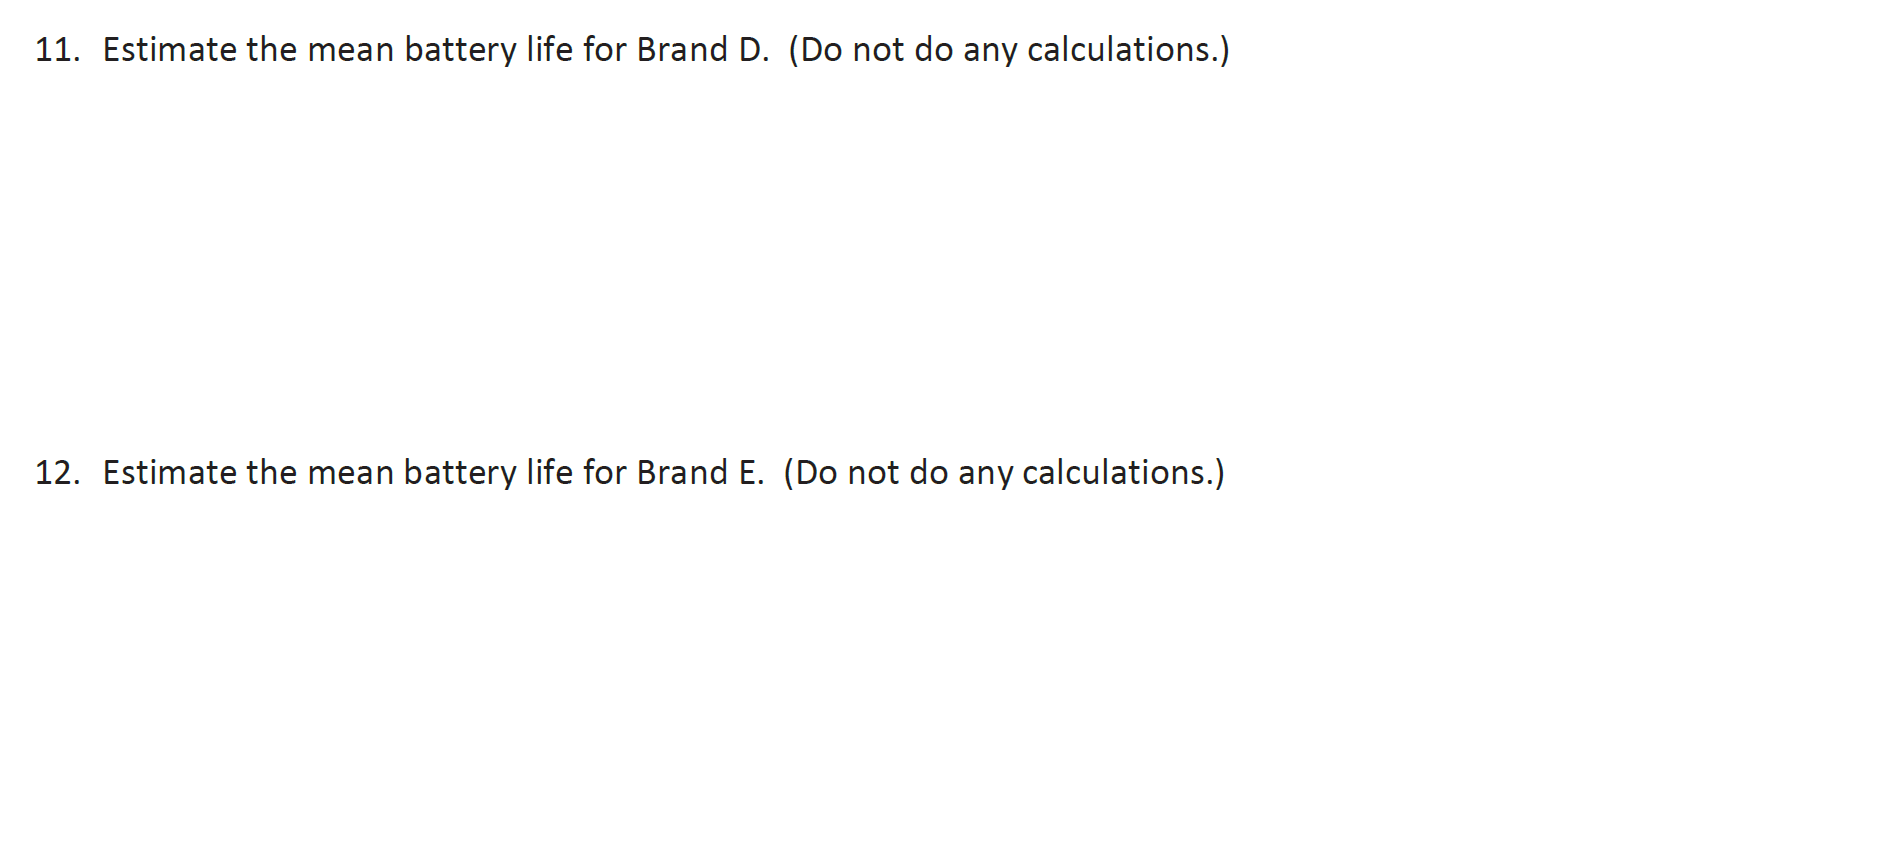 11. Estimate the mean battery life for Brand D. (Do not do any calculations.)
12. Estimate the mean battery life for Brand E. (Do not do any calculations.)